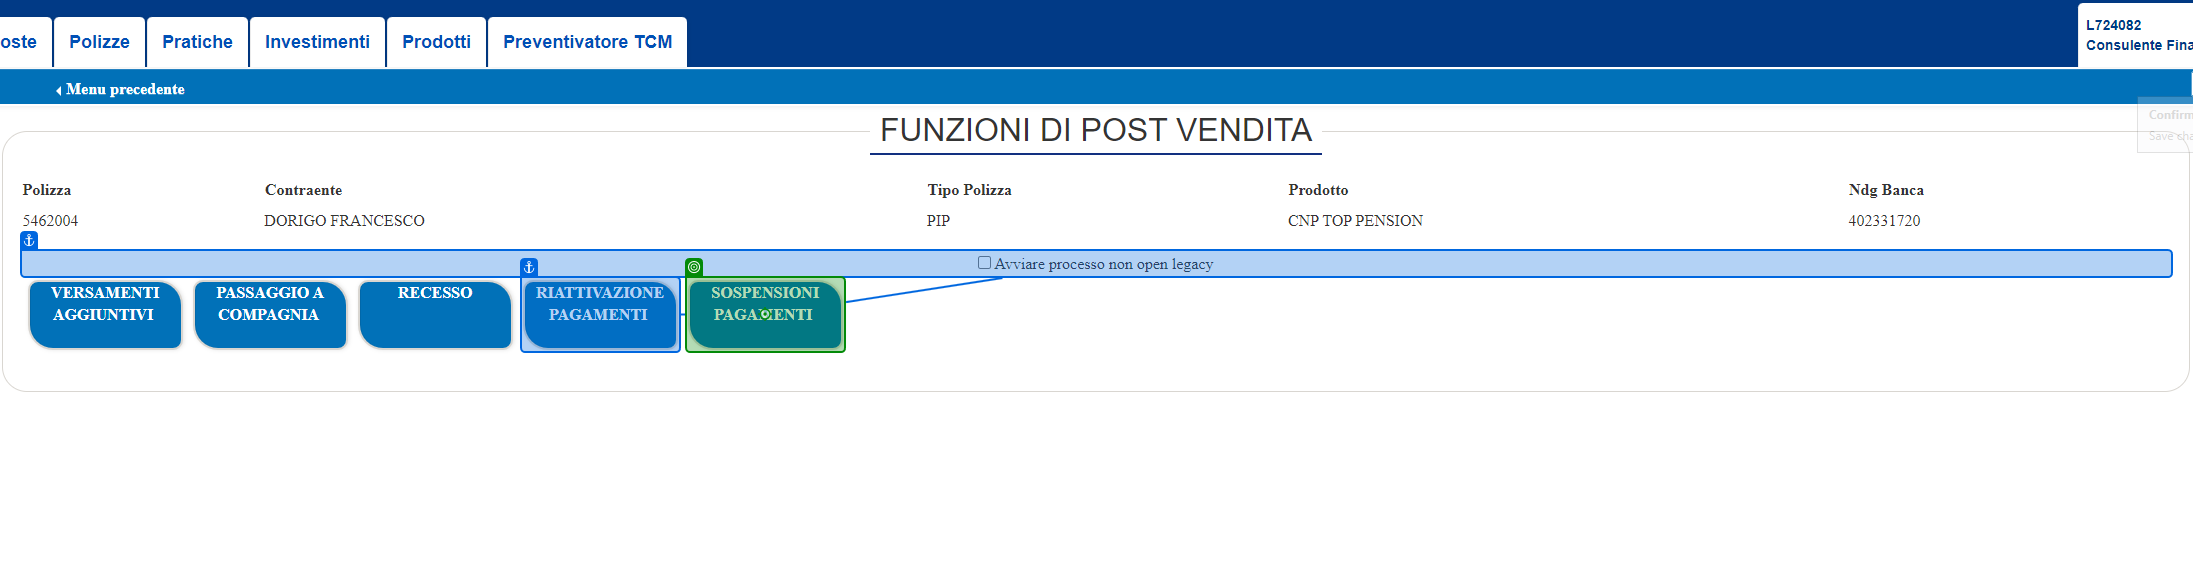 oste Polizze Pratiche Investimenti Prodotti Preventivatore TCM
L724082
Consulente Fina
Menu precedente
Confirm
Save cha
FUNZIONI DI POST VENDITA
Polizza Contraente Tipo Polizza Prodotto Ndg Banca
5462004 DORIGO FRANCESCO PIP CNP TOP PENSION 402331720
Avviare processo non open legacy
VERSAMENTI AGGIUNTIVI
PASSAGGIO A COMPAGNIA
RECESSO
RIATTIVAZIONE PAGAMENTI
SOSPENSIONI PAGAMENTI